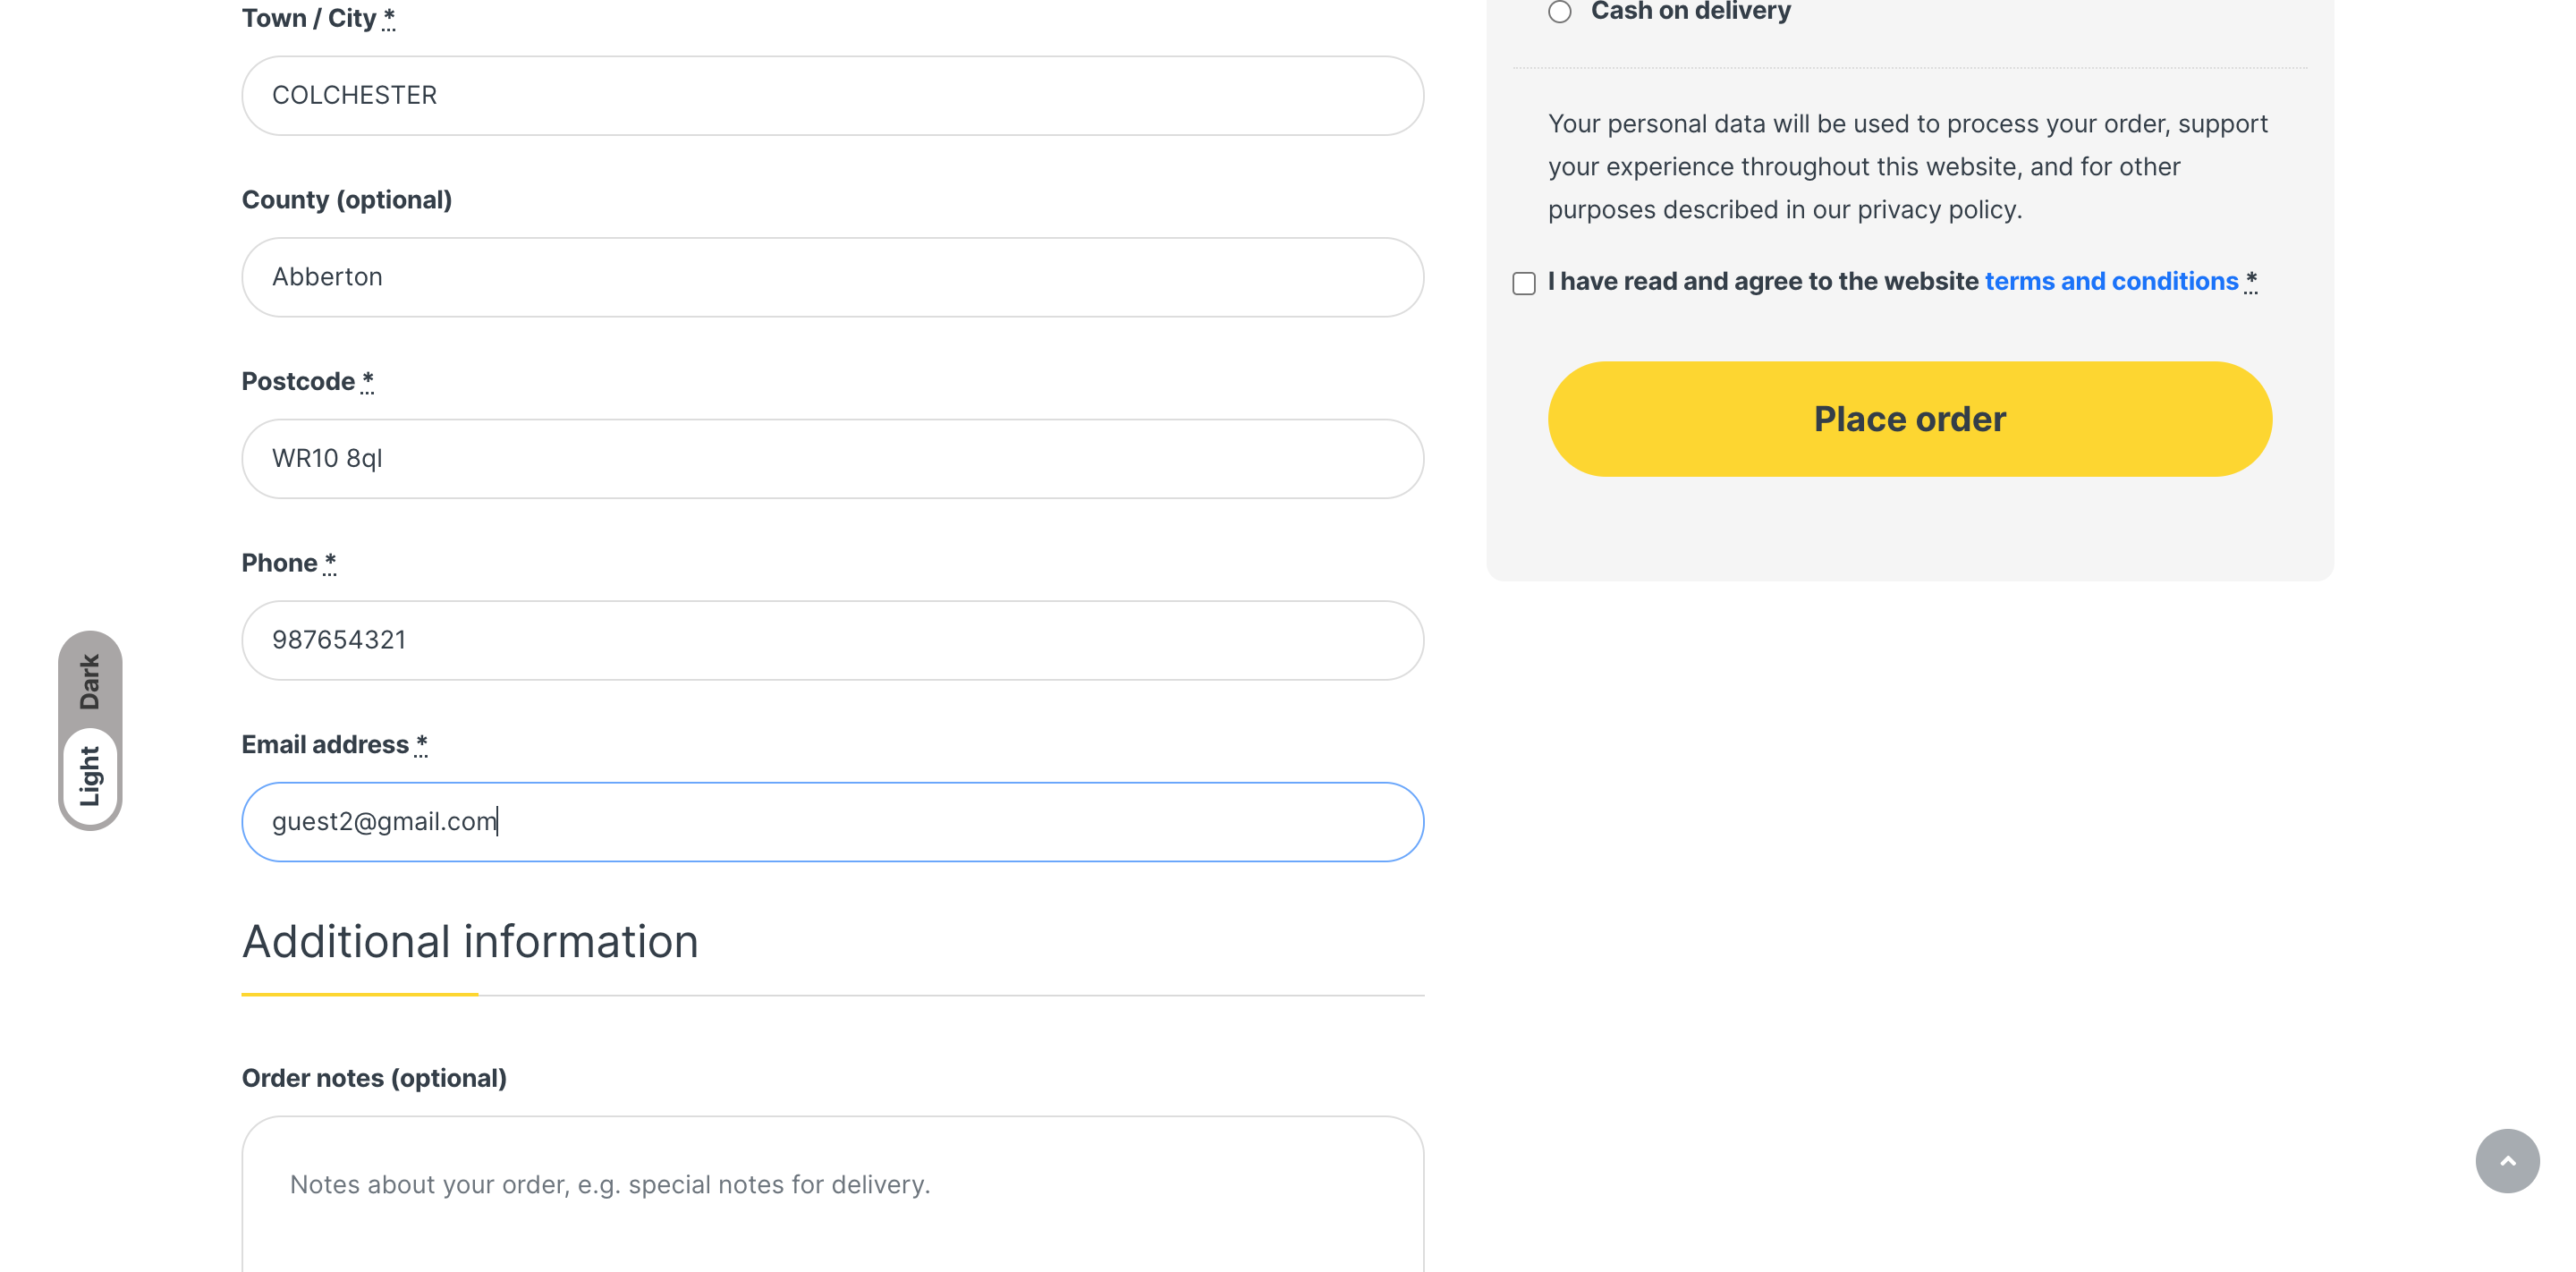 Town / City *
COLCHESTER
County (optional)
Abberton
Postcode *
WR10 8ql
Phone *
987654321
Email address *
guest2@gmail.com
Additional information
Order notes (optional)
Notes about your order, e.g. special notes for delivery.
Cash on delivery
Your personal data will be used to process your order, support
your experience throughout this website, and for other
purposes described in our privacy policy.
I have read and agree to the website terms and conditions *
Place order
Dark
Light